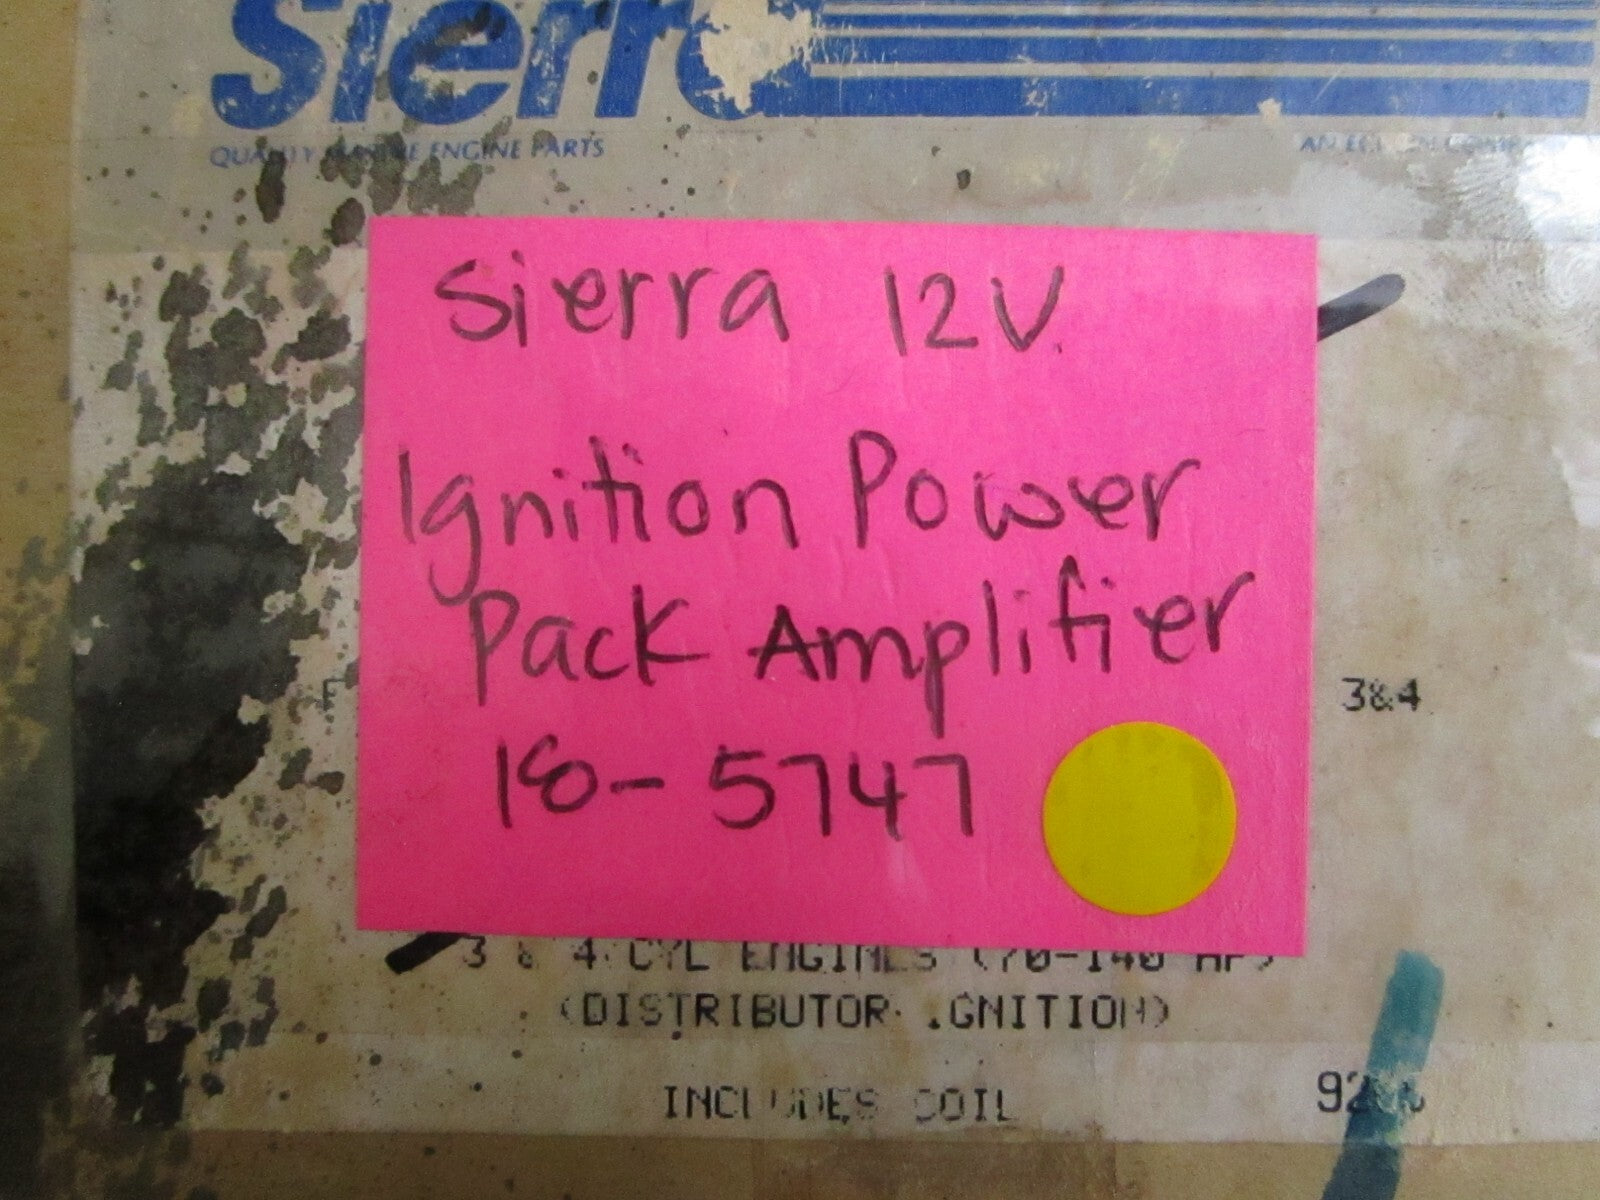 Sierra
QUALITY MARINE ENGINE PARTS
Sierra 12V
Ignition Power
Pack Amplifier
18-5747
3&4
3 & 4 CYL ENGINES (70-140 HP)
(DISTRIBUTOR IGNITION)
INCLUDES COIL